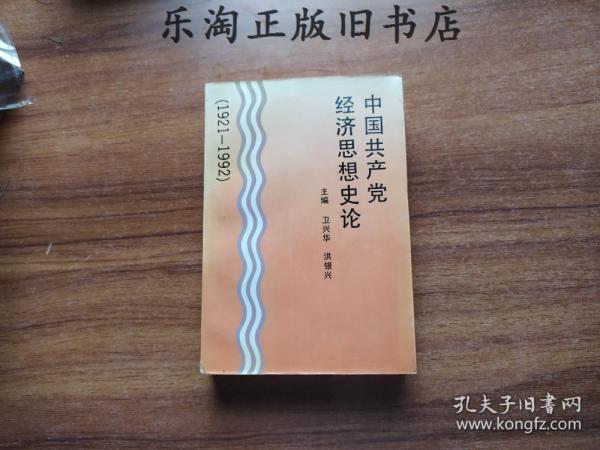 乐淘正版旧书店
中国共产党
经济思想史论
主编 卫兴华 洪银兴
(1921—1992)
孔夫子旧書网
www.kongfz.com